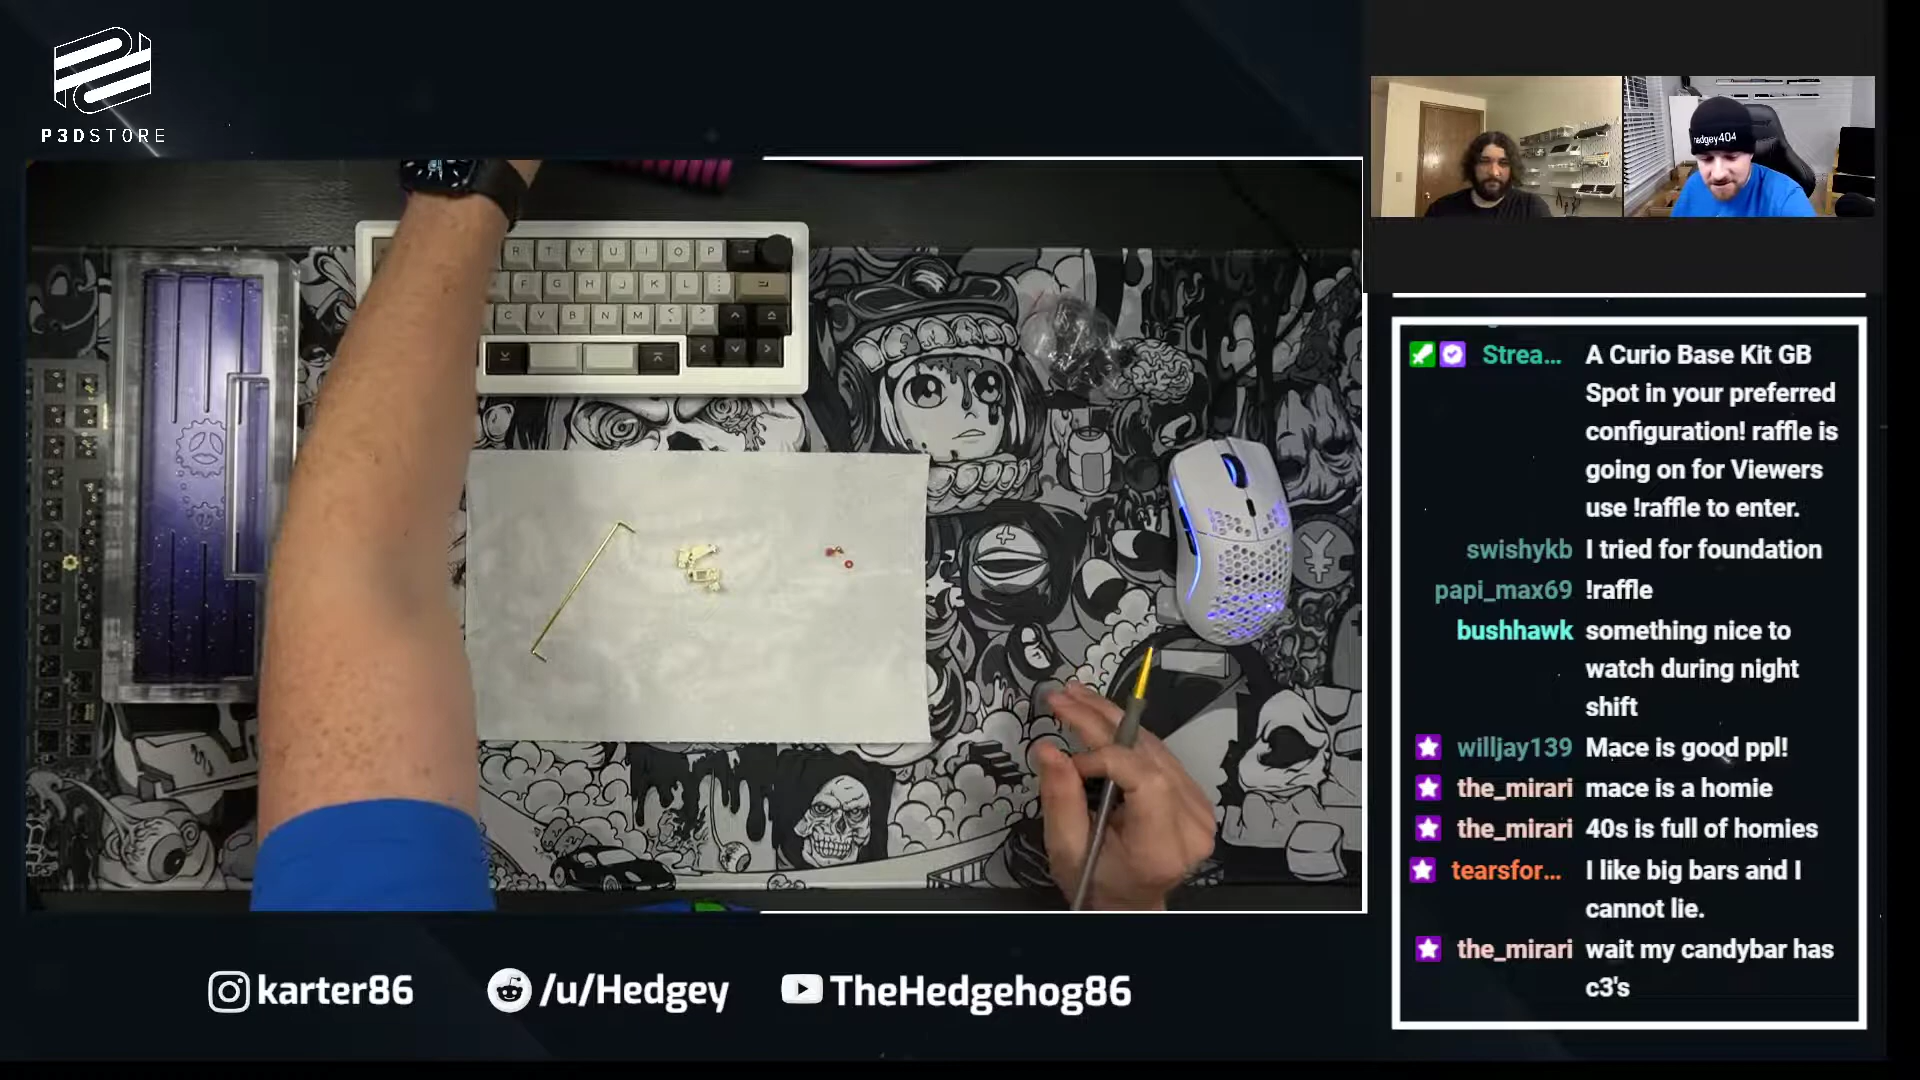 P3DSTORE
hedgey404
R T Y U I O P
F G H J K L
C V B N M < >
< >
¥
Strea... A Curio Base Kit GB
Spot in your preferred
configuration! raffle is
going on for Viewers
use !raffle to enter.
swishykb I tried for foundation
papi_max69 !raffle
bushhawk something nice to
watch during night
shift
willjay139 Mace is good ppl!
the_mirari mace is a homie
the_mirari 40s is full of homies
tearsfor... I like big bars and I
cannot lie.
the_mirari wait my candybar has
c3's
karter86 /u/Hedgey TheHedgehog86